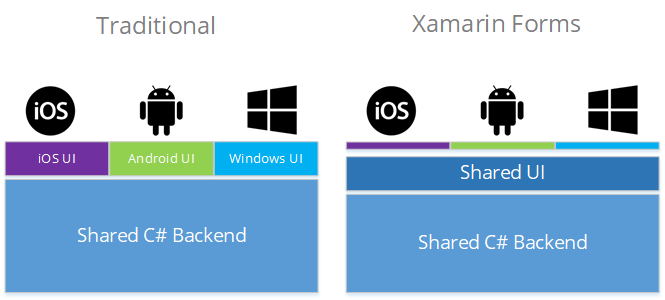 Traditional
Xamarin Forms
iOS
iOS
iOS UI
Android UI
Windows UI
Shared UI
Shared C# Backend
Shared C# Backend